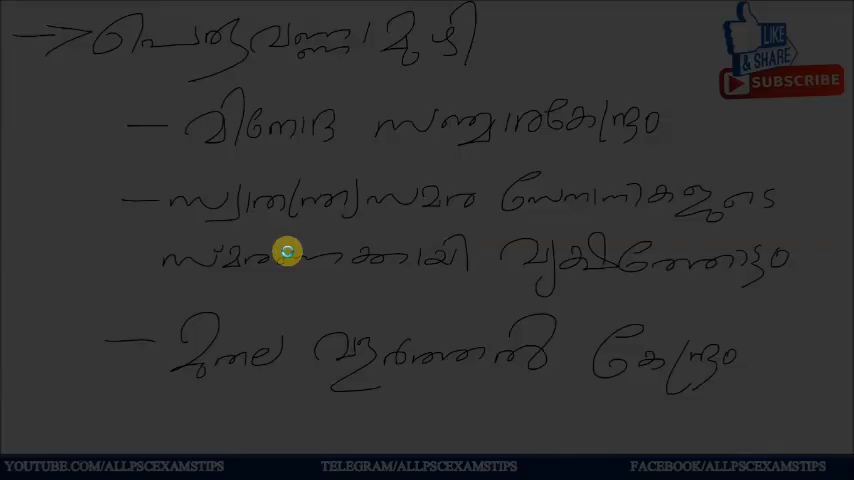 → പെരുവണ്ണാമുഴി
LIKE
& SHARE
SUBSCRIBE
– വിനോദ സഞ്ചാരകേന്ദ്രം
– സ്വാതന്ത്ര്യസമര സേനാനികളുടെ
സ്മരണക്കായി വൃക്ഷത്തോട്ടം
– മുതല വളർത്തൽ കേന്ദ്രം
YOUTUBE.COM/ALLPSCEXAMSTIPS TELEGRAM/ALLPSCEXAMSTIPS FACEBOOK/ALLPSCEXAMSTIPS